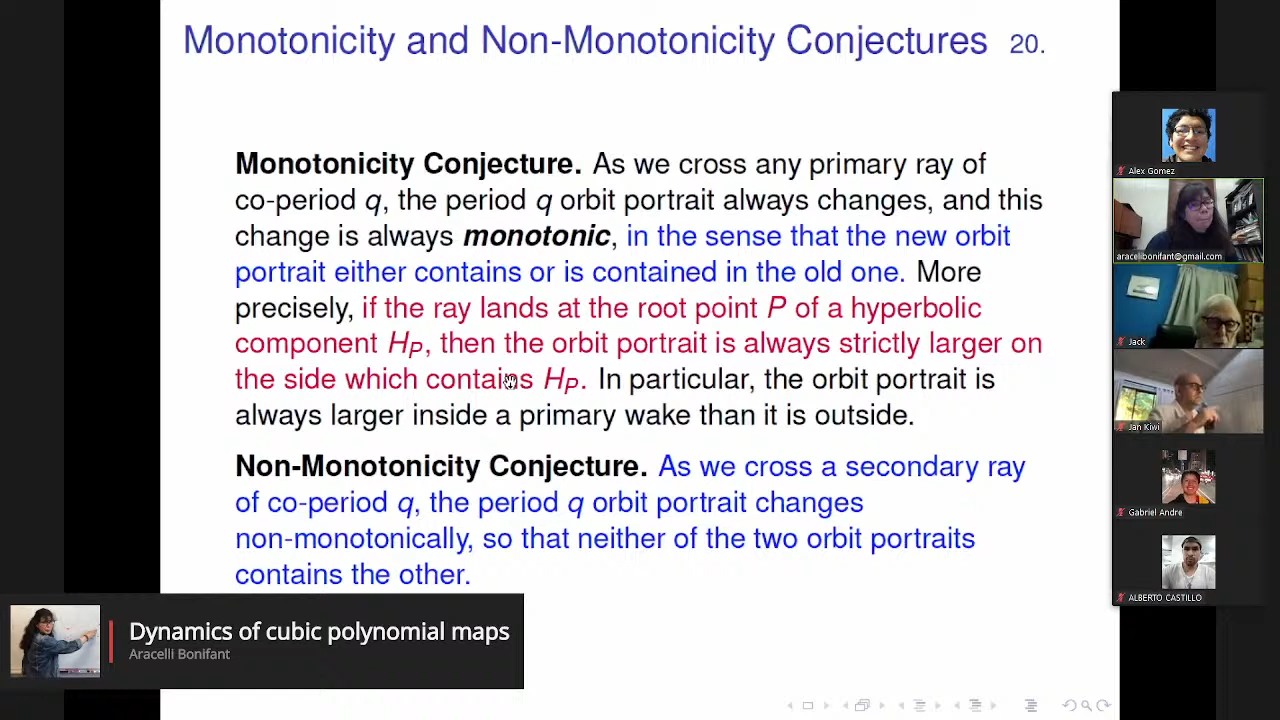 Monotonicity and Non-Monotonicity Conjectures 20.
Monotonicity Conjecture. As we cross any primary ray of
co-period q, the period q orbit portrait always changes, and this
change is always monotonic, in the sense that the new orbit
portrait either contains or is contained in the old one. More
precisely, if the ray lands at the root point P of a hyperbolic
component H_P, then the orbit portrait is always strictly larger on
the side which contains H_P. In particular, the orbit portrait is
always larger inside a primary wake than it is outside.
Non-Monotonicity Conjecture. As we cross a secondary ray
of co-period q, the period q orbit portrait changes
non-monotonically, so that neither of the two orbit portraits
contains the other.
Dynamics of cubic polynomial maps
Aracelli Bonifant
Alex Gomez
aracelibonifant@gmail.com
Jack
Jan Kiwi
Gabriel Andre
ALBERTO CASTILLO